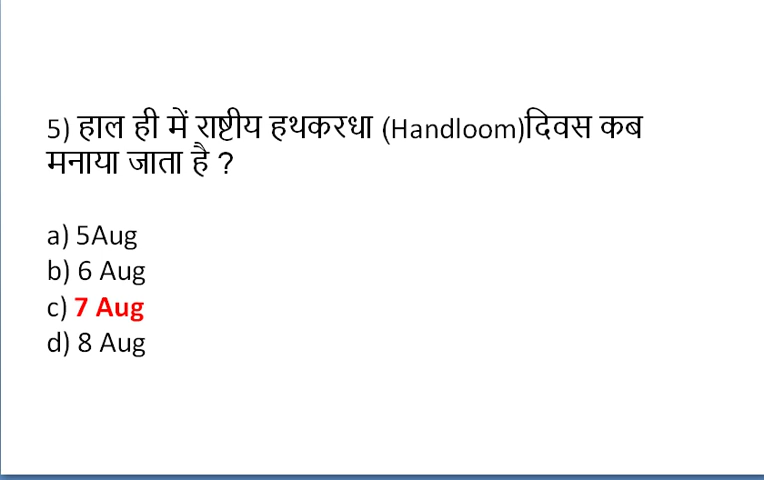 5) हाल ही में राष्टीय हथकरधा (Handloom)दिवस कब
मनाया जाता है ?
a) 5Aug
b) 6 Aug
c) 7 Aug
d) 8 Aug